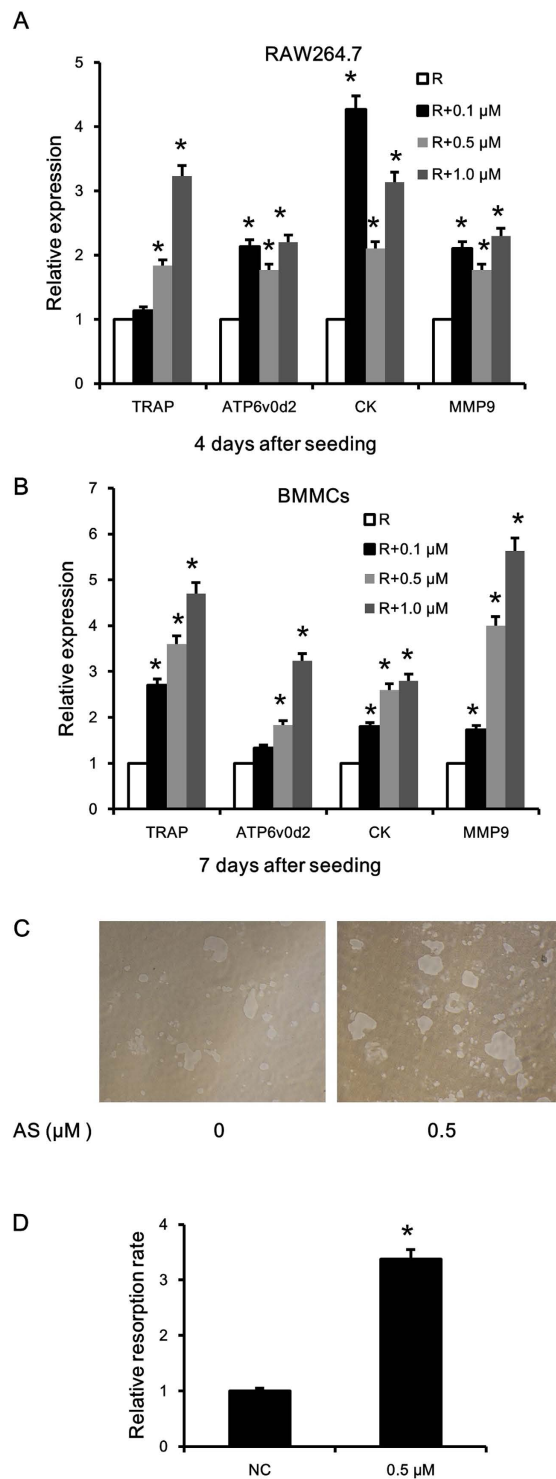 A
RAW264.7
R
R+0.1 μM
R+0.5 μM
R+1.0 μM
Relative expression
5
4
3
2
1
0
* * * * * * * * * * *
TRAP ATP6v0d2 CK MMP9
4 days after seeding
B
BMMCs
R
R+0.1 μM
R+0.5 μM
R+1.0 μM
Relative expression
7
6
5
4
3
2
1
0
* * * * * * * * * * *
TRAP ATP6v0d2 CK MMP9
7 days after seeding
C
AS (μM ) 0 0.5
D
Relative resorption rate
4
3
2
1
0
*
NC 0.5 μM